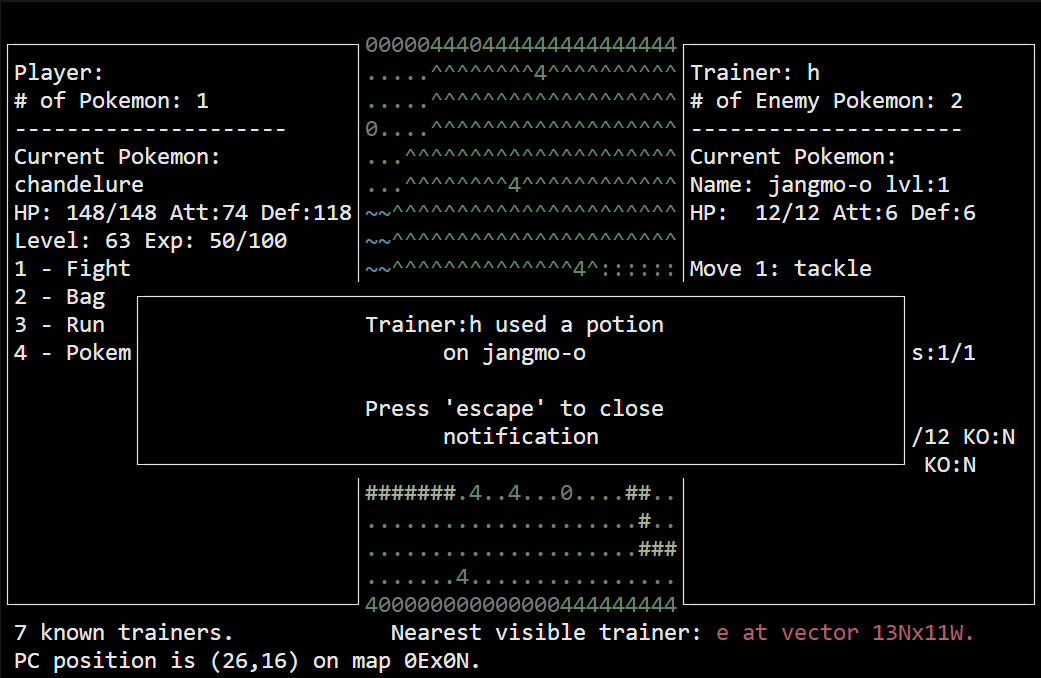 Player:
# of Pokemon: 1
---------------------
Current Pokemon:
chandelure
HP: 148/148 Att:74 Def:118
Level: 63 Exp: 50/100
1 - Fight
2 - Bag
3 - Run
4 - Pokem
000004440444444444444444
.....^^^^^^^^4^^^^^^^^^^
.....^^^^^^^^^^^^^^^^^^^
0....^^^^^^^^^^^^^^^^^^^
...^^^^^^^^^^^^^^^^^^^^^
...^^^^^^^^4^^^^^^^^^^^^
~~^^^^^^^^^^^^^^^^^^^^^^
~~^^^^^^^^^^^^^^^^^^^^^^
~~^^^^^^^^^^^^^^4^::::::
Trainer: h
# of Enemy Pokemon: 2
---------------------
Current Pokemon:
Name: jangmo-o lvl:1
HP:  12/12 Att:6 Def:6
Move 1: tackle
s:1/1
/12 KO:N
KO:N
Trainer:h used a potion
on jangmo-o
Press 'escape' to close
notification
#######.4..4...0....##..
.....................#..
.....................###
.......4................
400000000000000444444444
7 known trainers.
Nearest visible trainer: e at vector 13Nx11W.
PC position is (26,16) on map 0Ex0N.